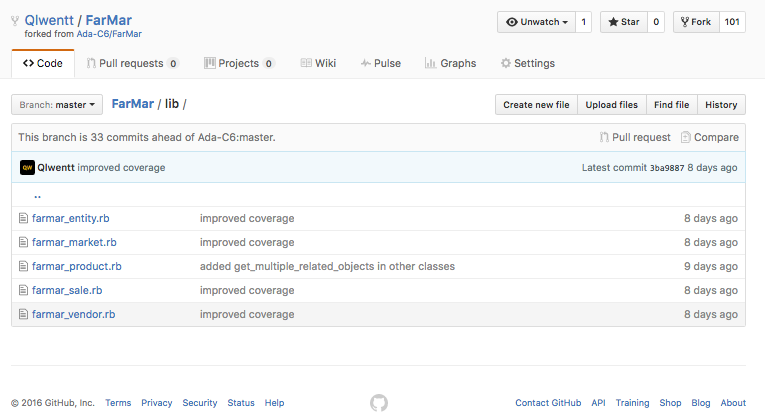 Qlwentt / FarMar
forked from Ada-C6/FarMar
Unwatch 1 Star 0 Fork 101
Code Pull requests 0 Projects 0 Wiki Pulse Graphs Settings
Branch: master FarMar / lib / Create new file Upload files Find file History
This branch is 33 commits ahead of Ada-C6:master. Pull request Compare
QW Qlwentt improved coverage Latest commit 3ba9887 8 days ago
..
farmar_entity.rb improved coverage 8 days ago
farmar_market.rb improved coverage 8 days ago
farmar_product.rb added get_multiple_related_objects in other classes 9 days ago
farmar_sale.rb improved coverage 8 days ago
farmar_vendor.rb improved coverage 8 days ago
© 2016 GitHub, Inc. Terms Privacy Security Status Help Contact GitHub API Training Shop Blog About